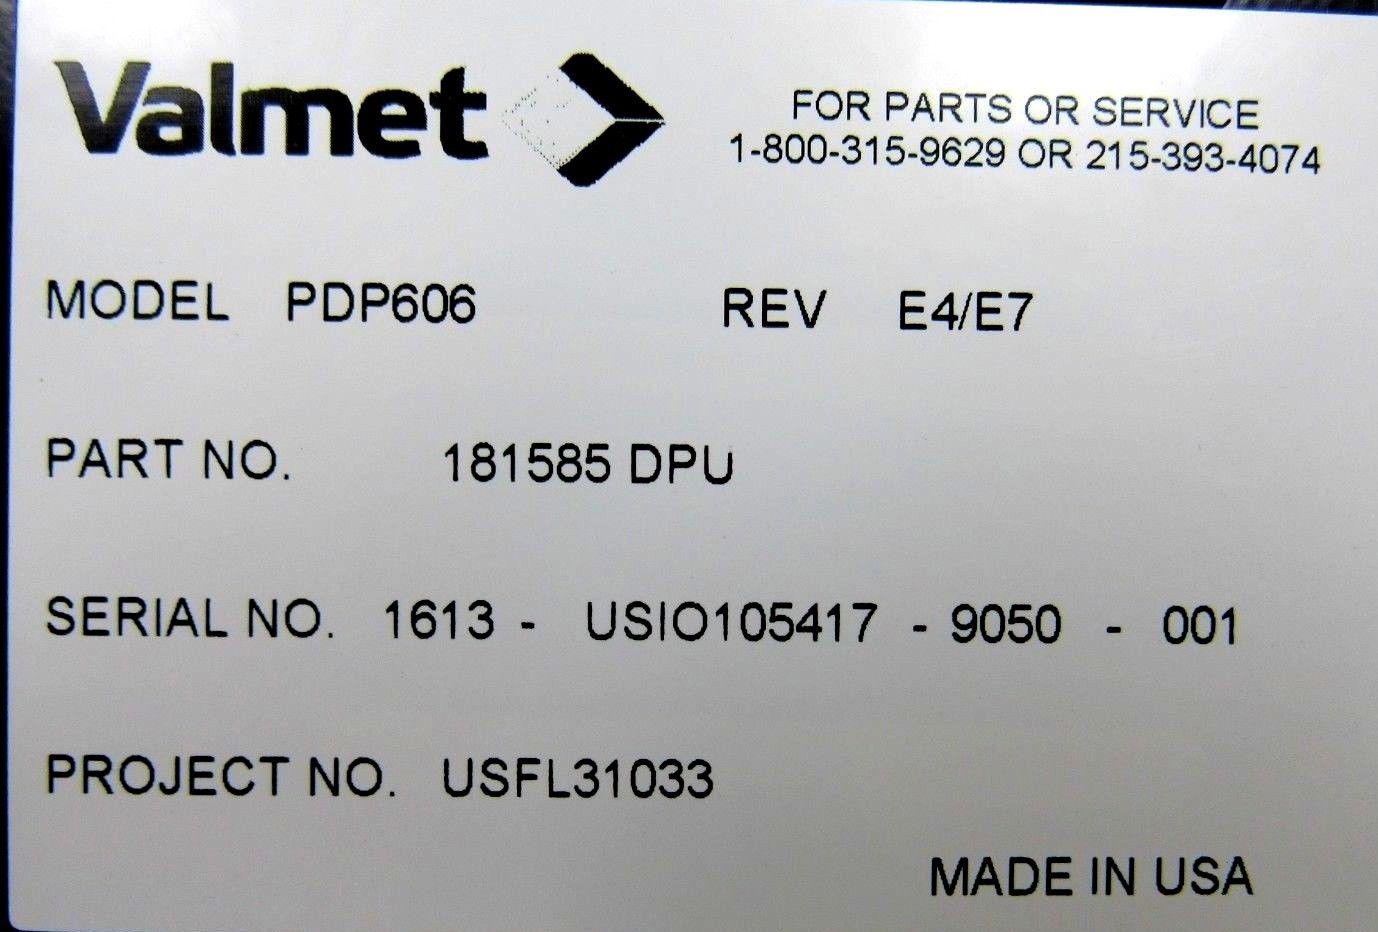 Valmet
FOR PARTS OR SERVICE
1-800-315-9629 OR 215-393-4074
MODEL PDP606 REV E4/E7
PART NO. 181585 DPU
SERIAL NO. 1613 - USIO105417 - 9050 - 001
PROJECT NO. USFL31033
MADE IN USA